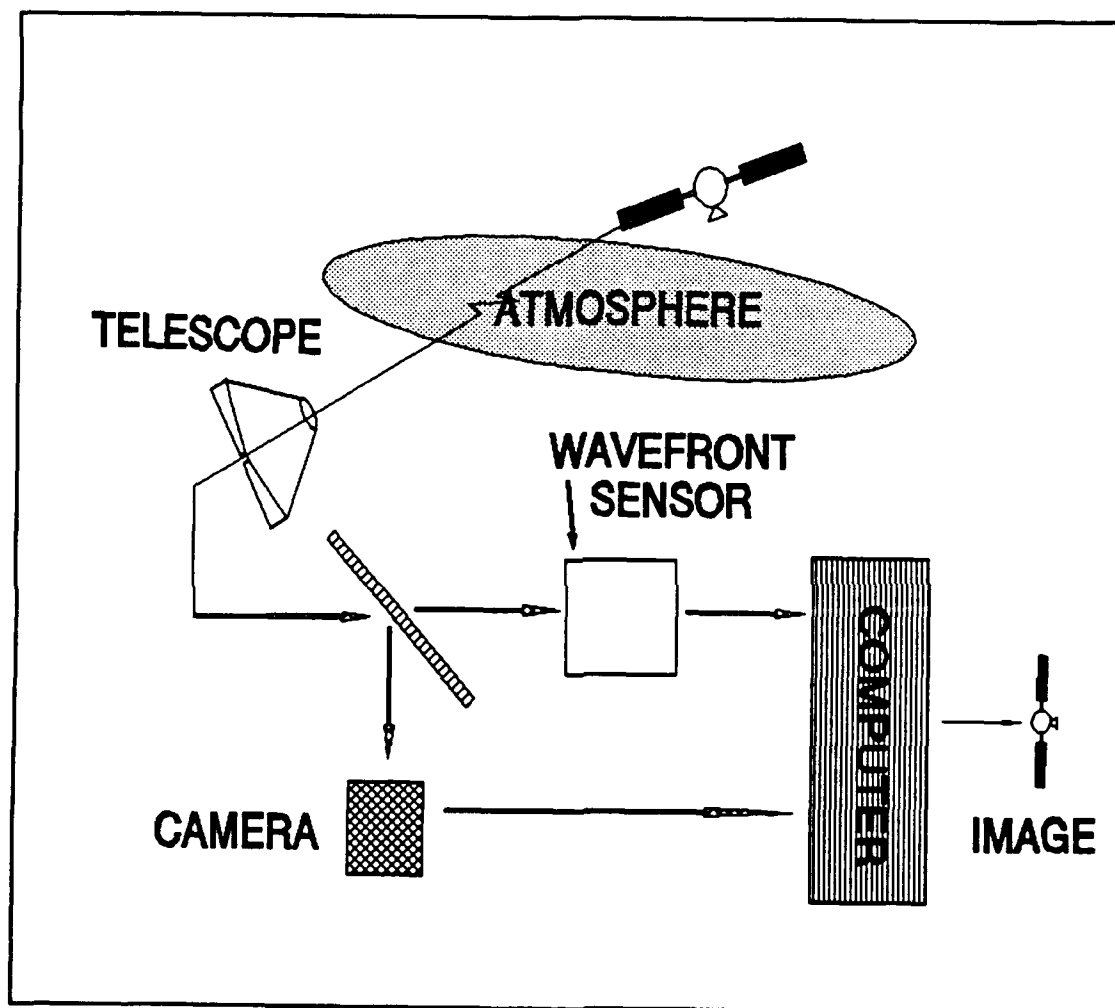 ATMOSPHERE
TELESCOPE
WAVEFRONT
SENSOR
COMPUTER
CAMERA
IMAGE